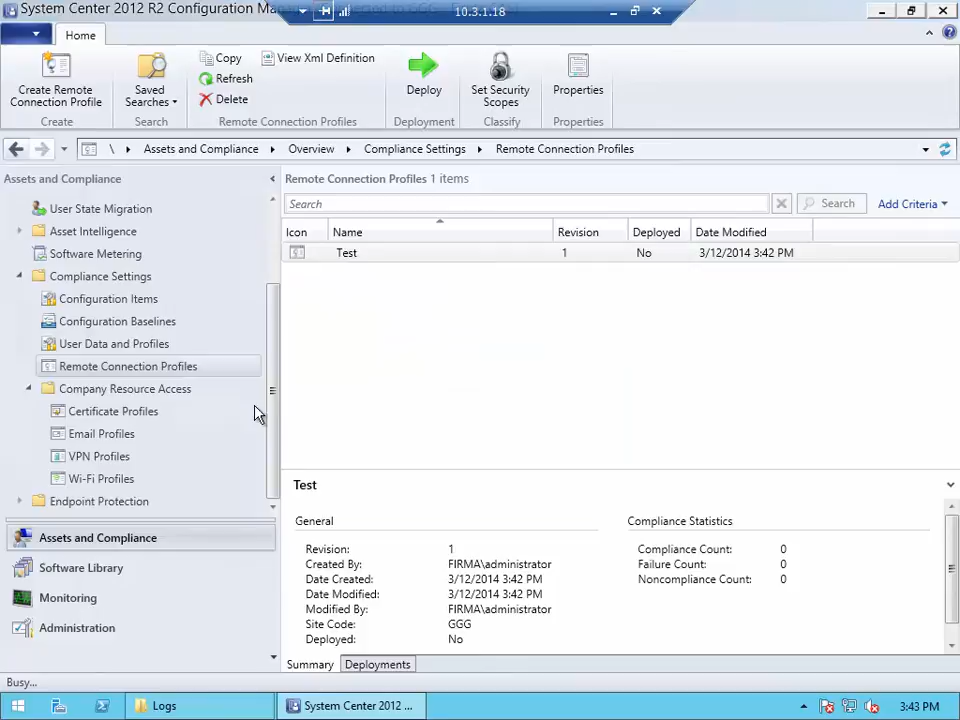 System Center 2012 R2 Configuration Ma
10.3.1.18
Home
Create Remote Connection Profile
Saved Searches
Copy
Refresh
Delete
View Xml Definition
Deploy
Set Security Scopes
Properties
Create
Search
Remote Connection Profiles
Deployment
Classify
Properties
\ Assets and Compliance Overview Compliance Settings Remote Connection Profiles
Assets and Compliance
User State Migration
Asset Intelligence
Software Metering
Compliance Settings
Configuration Items
Configuration Baselines
User Data and Profiles
Remote Connection Profiles
Company Resource Access
Certificate Profiles
Email Profiles
VPN Profiles
Wi-Fi Profiles
Endpoint Protection
Assets and Compliance
Software Library
Monitoring
Administration
Remote Connection Profiles 1 items
Search
Search
Add Criteria
Icon Name Revision Deployed Date Modified
Test 1 No 3/12/2014 3:42 PM
Test
General
Revision: 1
Created By: FIRMA\administrator
Date Created: 3/12/2014 3:42 PM
Date Modified: 3/12/2014 3:42 PM
Modified By: FIRMA\administrator
Site Code: GGG
Deployed: No
Compliance Statistics
Compliance Count: 0
Failure Count: 0
Noncompliance Count: 0
Summary Deployments
Busy...
Logs
System Center 2012 ...
3:43 PM